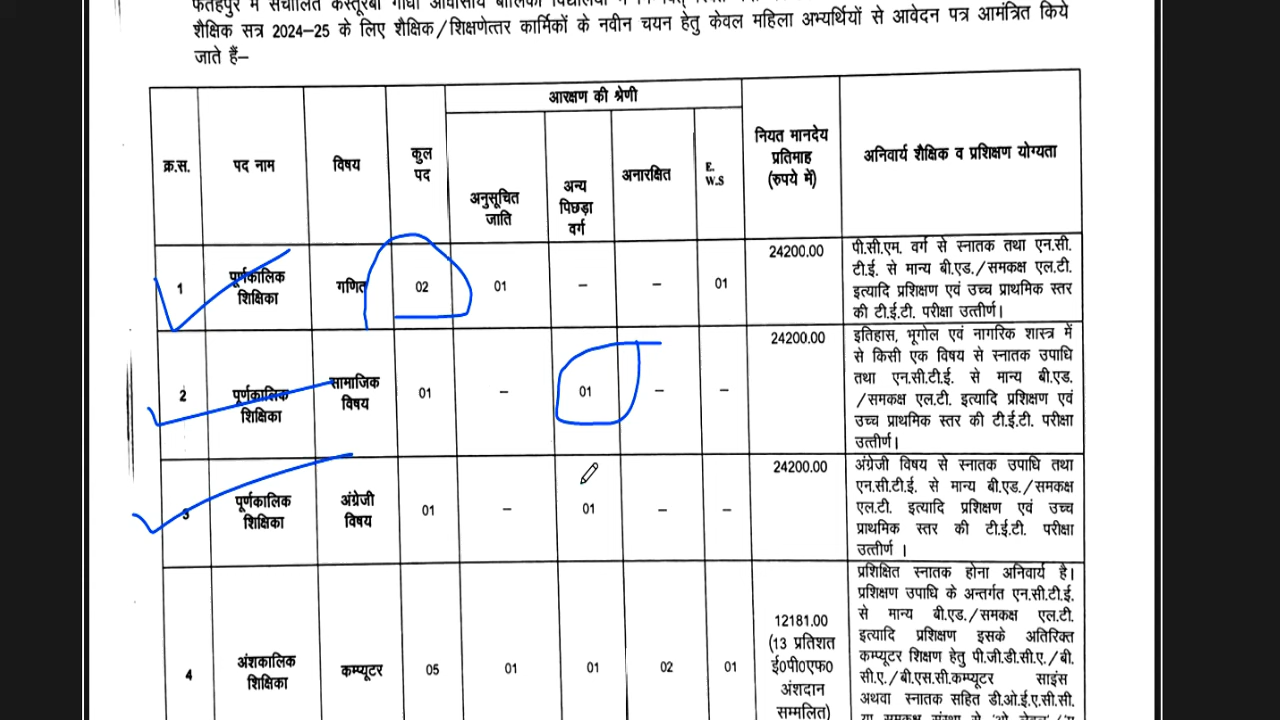 फतेहपुर में संचालित कस्तूरबा गांधी आवासीय बालिका विद्यालयों में
शैक्षिक सत्र 2024-25 के लिए शैक्षिक/शिक्षणेत्तर कार्मिकों के नवीन चयन हेतु केवल महिला अभ्यर्थियों से आवेदन पत्र आमंत्रित किये
जाते हैं–
क्र.स. पद नाम विषय कुल पद आरक्षण की श्रेणी नियत मानदेय प्रतिमाह (रुपये में) अनिवार्य शैक्षिक व प्रशिक्षण योग्यता
अनुसूचित जाति अन्य पिछड़ा वर्ग अनारक्षित E. W.S
1 पूर्णकालिक शिक्षिका गणित 02 01 – – 01 24200.00
पी.सी.एम. वर्ग से स्नातक तथा एन.सी.
टी.ई. से मान्य बी.एड./समकक्ष एल.टी.
इत्यादि प्रशिक्षण एवं उच्च प्राथमिक स्तर
की टी.ई.टी. परीक्षा उत्तीर्ण।
2 पूर्णकालिक शिक्षिका सामाजिक विषय 01 – 01 – – 24200.00
इतिहास, भूगोल एवं नागरिक शास्त्र में
से किसी एक विषय से स्नातक उपाधि
तथा एन.सी.टी.ई. से मान्य बी.एड.
/समकक्ष एल.टी. इत्यादि प्रशिक्षण एवं
उच्च प्राथमिक स्तर की टी.ई.टी. परीक्षा
उत्तीर्ण।
3 पूर्णकालिक शिक्षिका अंग्रेजी विषय 01 – 01 – – 24200.00
अंग्रेजी विषय से स्नातक उपाधि तथा
एन.सी.टी.ई. से मान्य बी.एड./समकक्ष
एल.टी. इत्यादि प्रशिक्षण एवं उच्च
प्राथमिक स्तर की टी.ई.टी. परीक्षा
उत्तीर्ण ।
4 अंशकालिक शिक्षिका कम्प्यूटर 05 01 01 02 01 12181.00 (13 प्रतिशत ई0पी0एफ0 अंशदान सम्मलित)
प्रशिक्षित स्नातक होना अनिवार्य है।
प्रशिक्षण उपाधि के अन्तर्गत एन.सी.टी.ई.
से मान्य बी.एड./समकक्ष एल.टी.
इत्यादि प्रशिक्षण इसके अतिरिक्त
कम्प्यूटर शिक्षण हेतु पी.जी.डी.सी.ए./बी.
सी.ए./बी.एस.सी.कम्प्यूटर साइंस
अथवा स्नातक सहित डी.ओ.ई.ए.सी.सी.